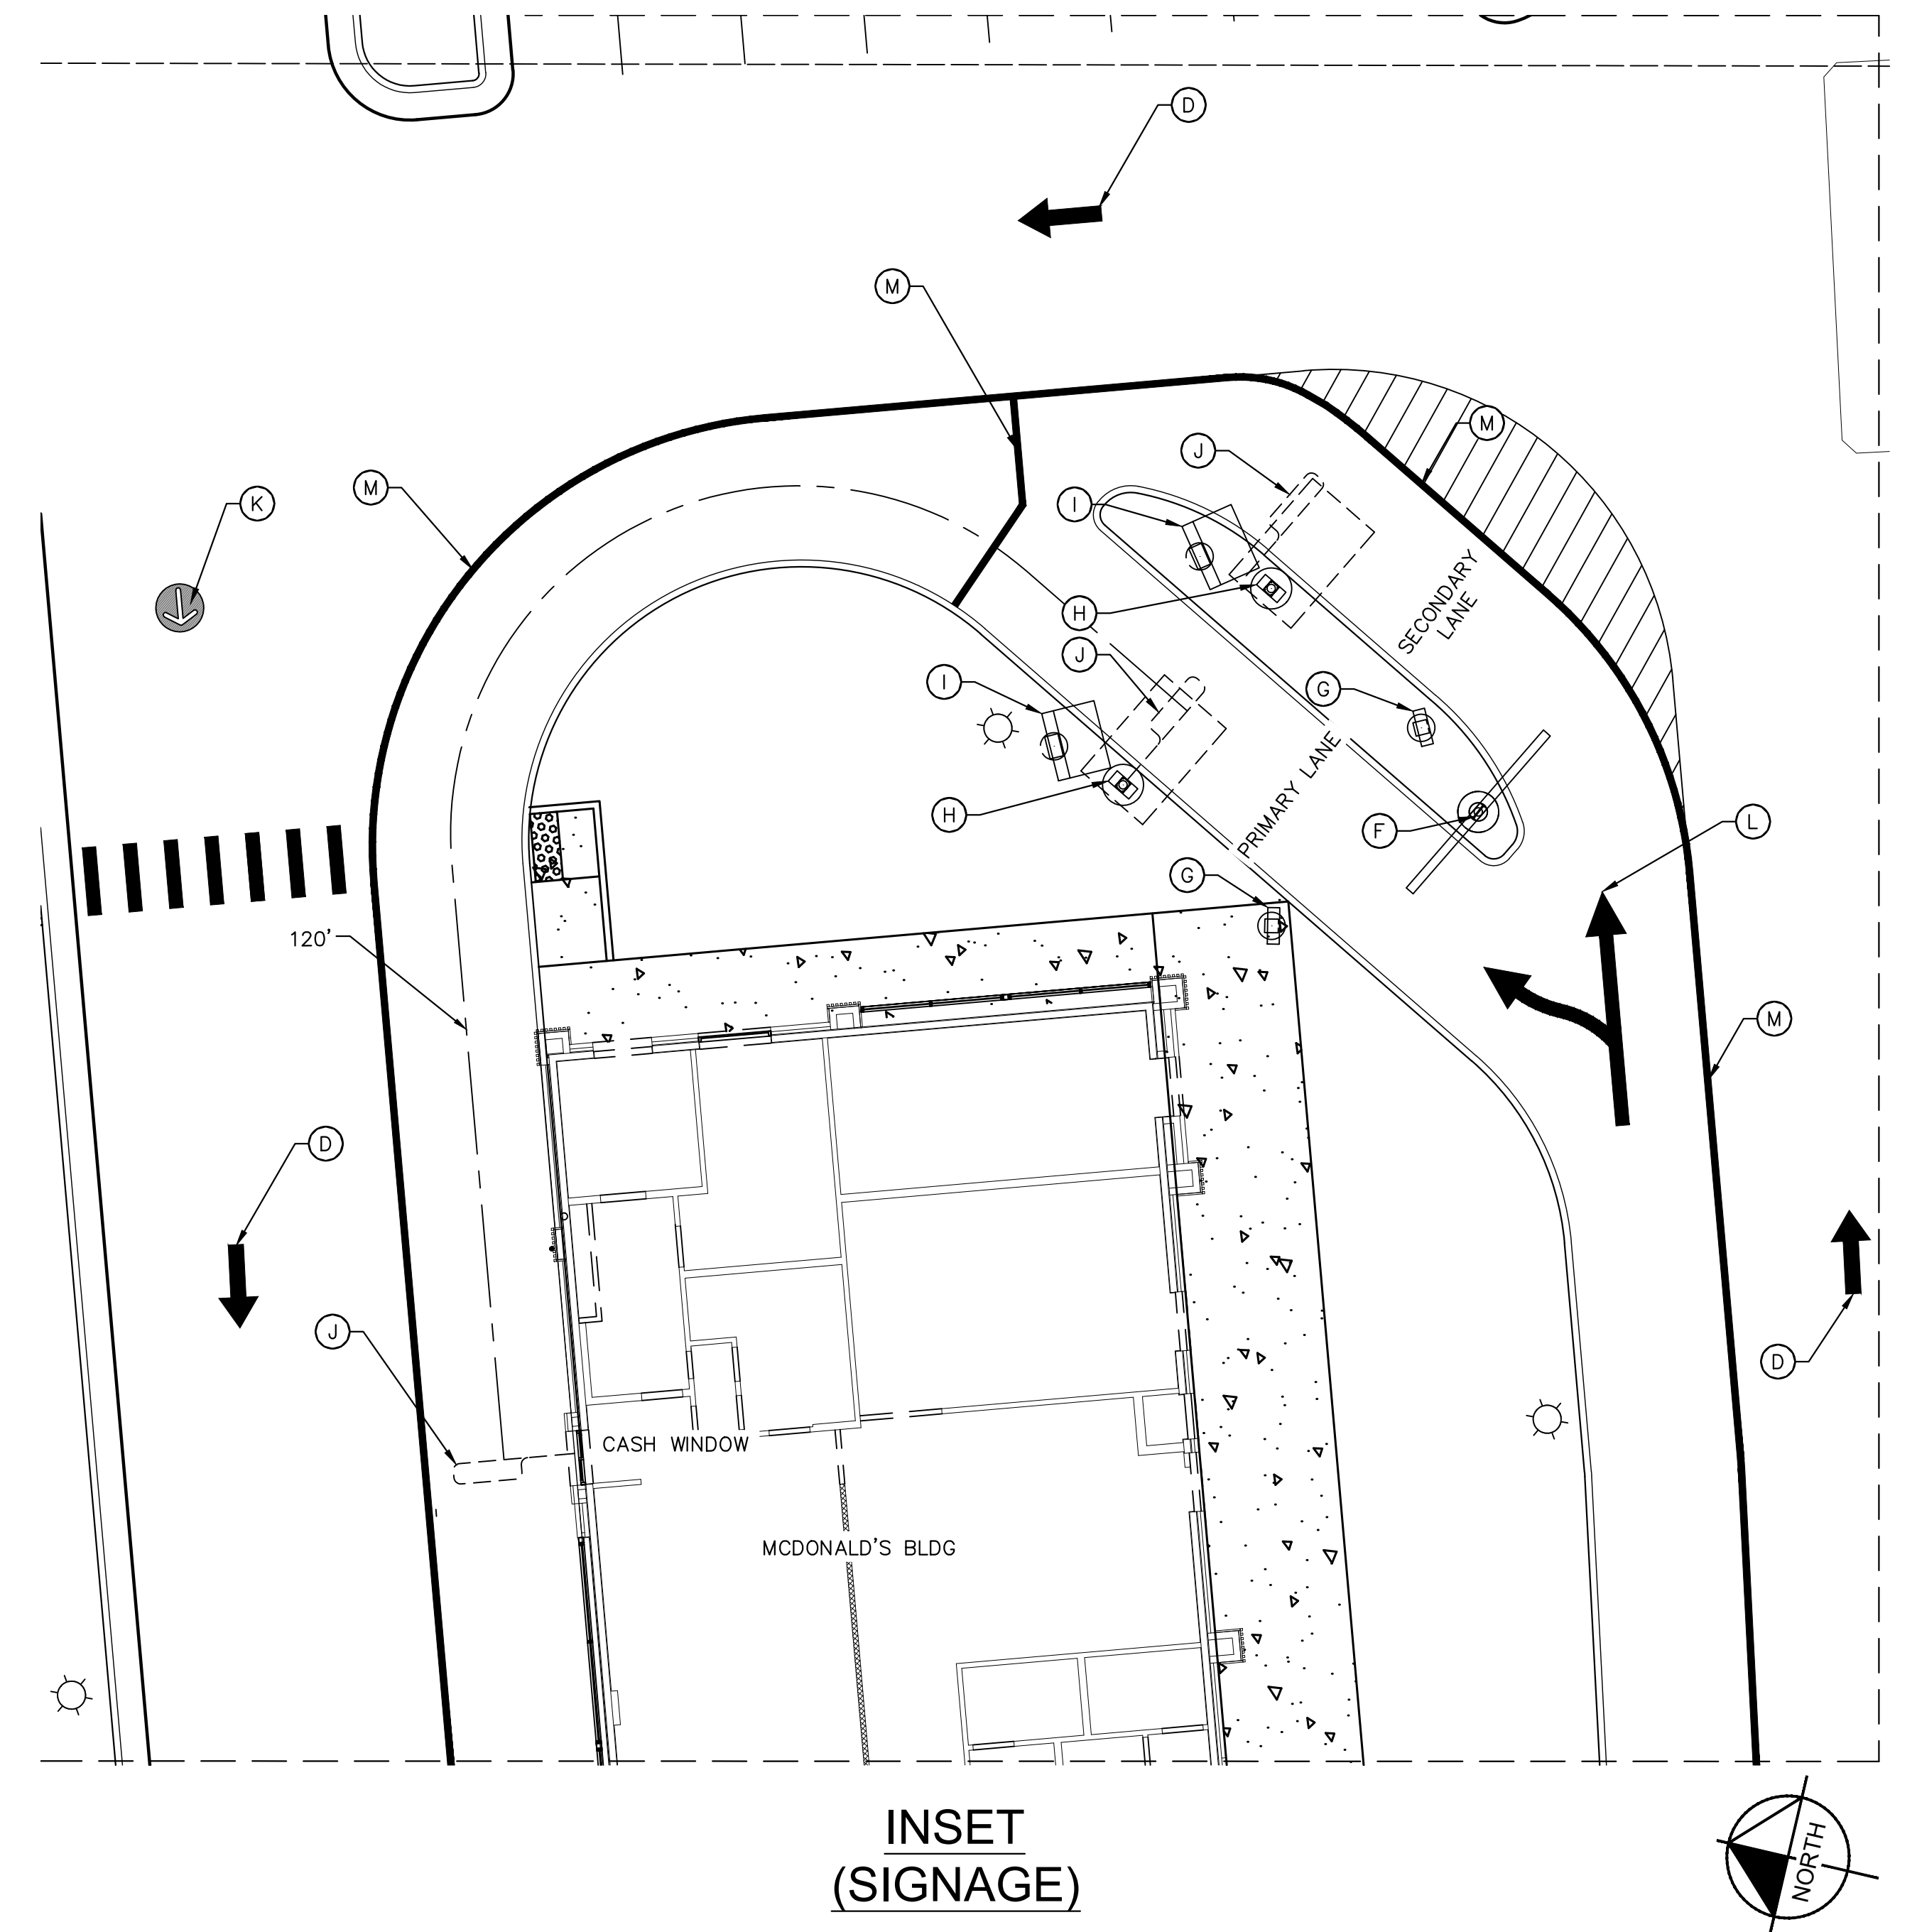 D
M
M
J
M
K
I
SECONDARY
LANE
H
J
I
G
PRIMARY LANE
H
F
L
G
120'
M
D
J
D
CASH WINDOW
MCDONALD'S BLDG
INSET
(SIGNAGE)
NORTH